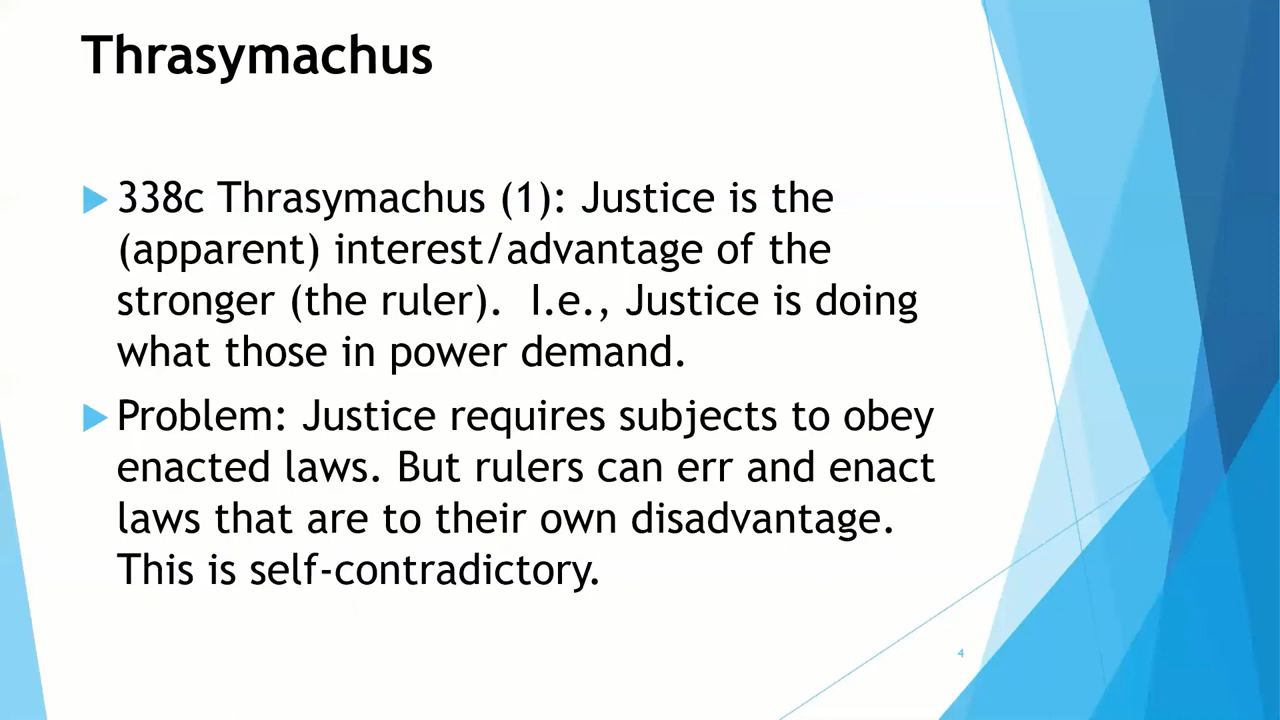 Thrasymachus
338c Thrasymachus (1): Justice is the
(apparent) interest/advantage of the
stronger (the ruler).  I.e., Justice is doing
what those in power demand.
Problem: Justice requires subjects to obey
enacted laws. But rulers can err and enact
laws that are to their own disadvantage.
This is self-contradictory.
4